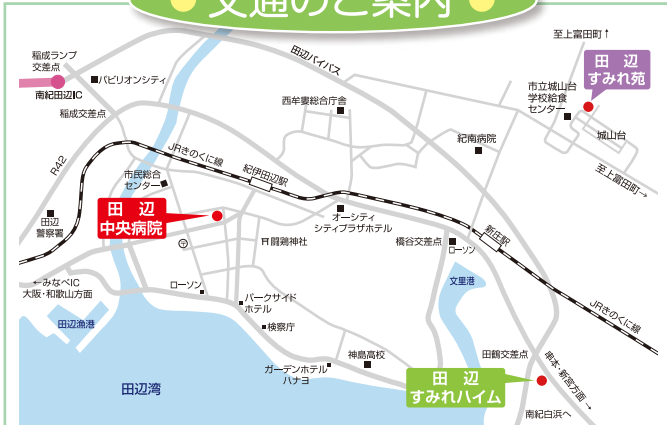 交通のご案内
稲成ランプ
交差点
南紀田辺IC
パビリオンシティ
稲成交差点
田辺バイパス
西牟婁総合庁舎
至上富田町↑
田辺
すみれ苑
市立城山台
学校給食
センター
城山台
至上富田町→
紀南病院
R42
JRきのくに線
紀伊田辺駅
市民総合
センター
田辺
中央病院
田辺
警察署
オーシティ
シティプラザホテル
闘鶏神社
橋谷交差点
ローソン
新庄駅
←みなべIC
大阪・和歌山方面
ローソン
パークサイド
ホテル
文里港
JRきのくに線
田辺漁港
検察庁
神島高校
ガーデンホテル
ハナヨ
田鶴交差点
串本・新宮方面→
田辺湾
田辺
すみれハイム
南紀白浜へ